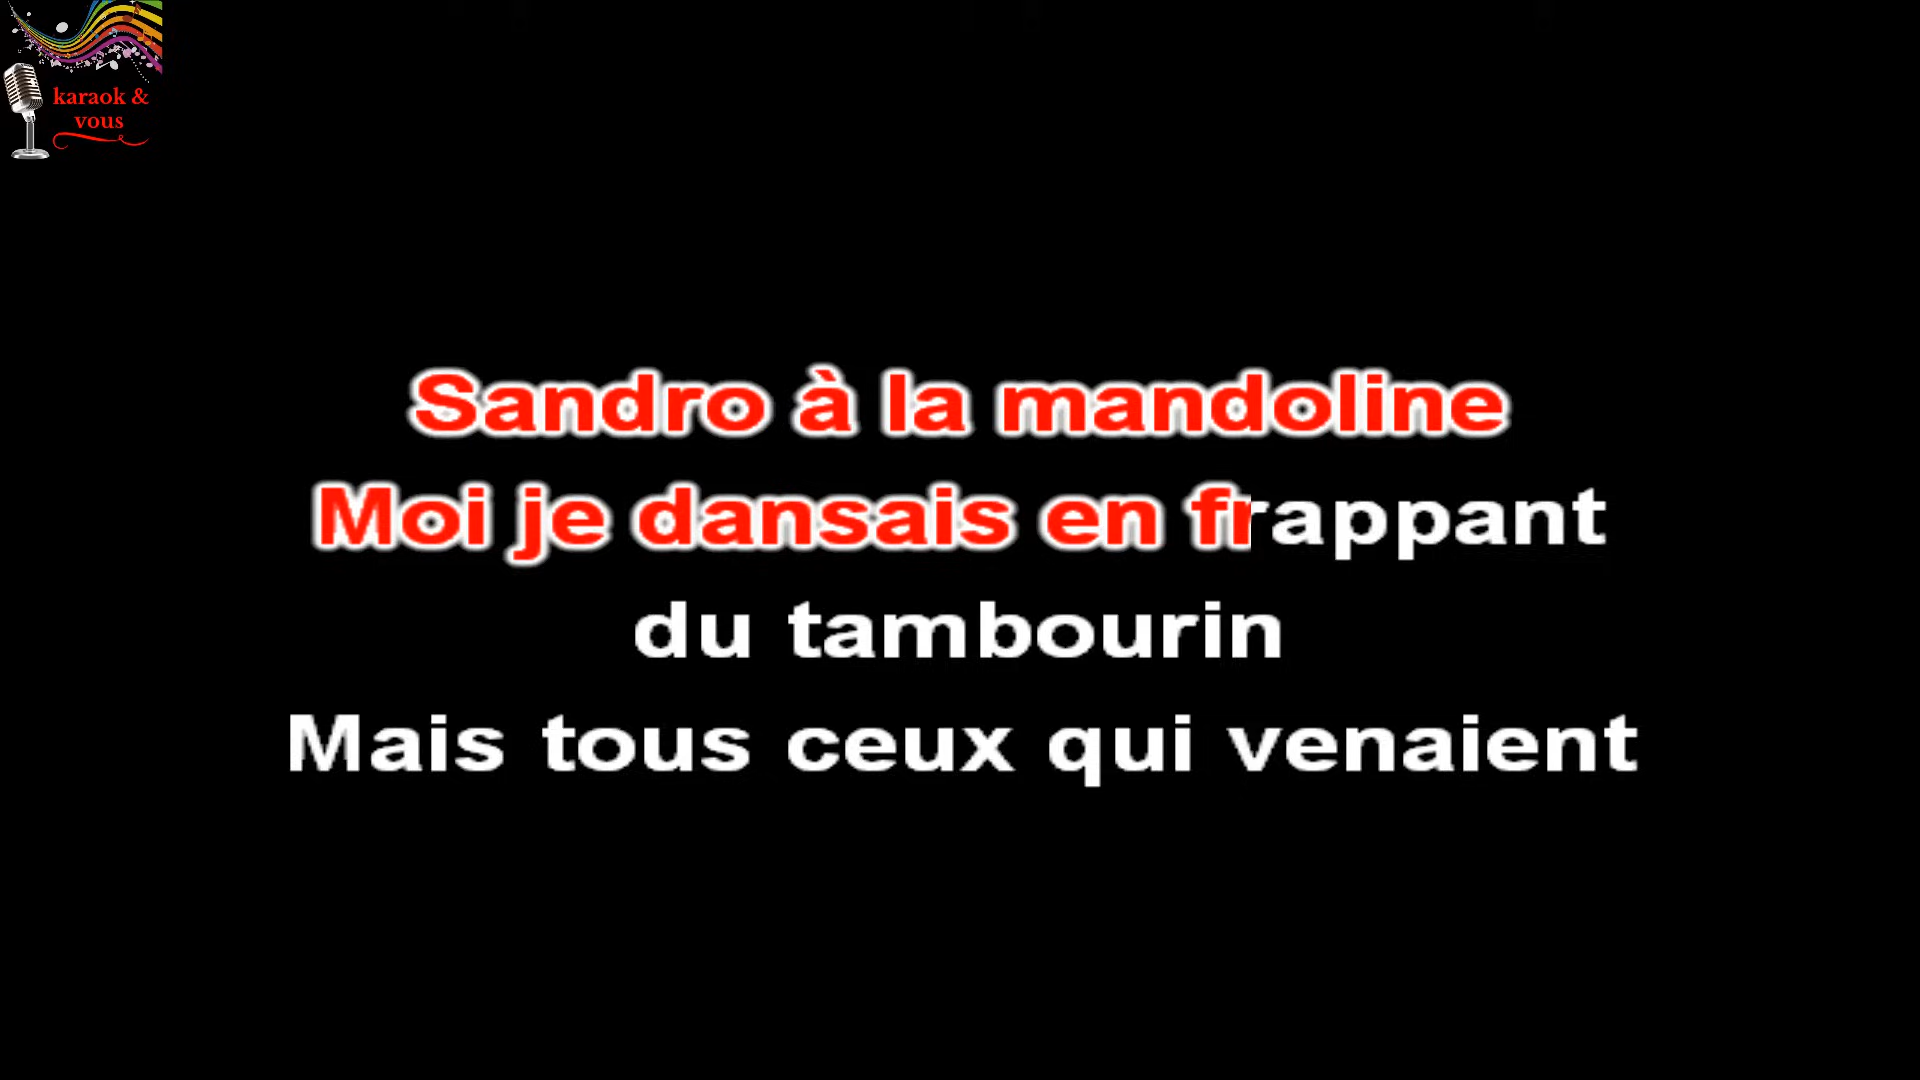 karaok &
vous
Sandro à la mandoline
Moi je dansais en frappant
du tambourin
Mais tous ceux qui venaient